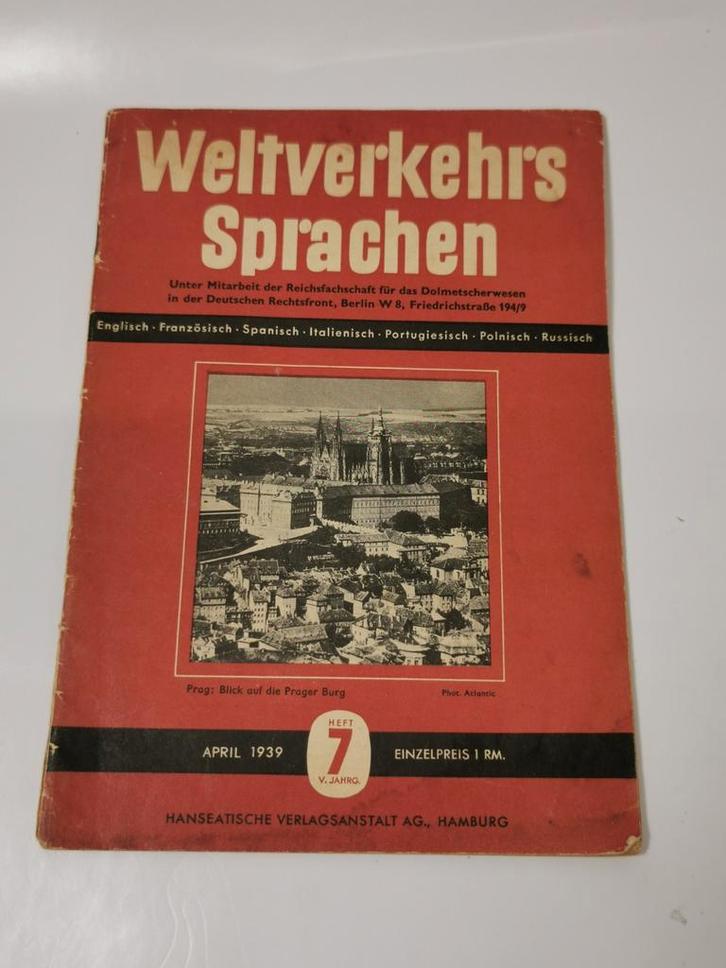 Weltverkehrs
Sprachen
Unter Mitarbeit der Reichsfachschaft für das Dolmetscherwesen
in der Deutschen Rechtsfront, Berlin W 8, Friedrichstraße 194/9
Englisch · Französisch · Spanisch · Italienisch · Portugiesisch · Polnisch · Russisch
Prag: Blick auf die Prager Burg
Phot. Atlantic
APRIL 1939
HEFT
7
V. JAHRG.
EINZELPREIS 1 RM.
HANSEATISCHE VERLAGSANSTALT AG., HAMBURG